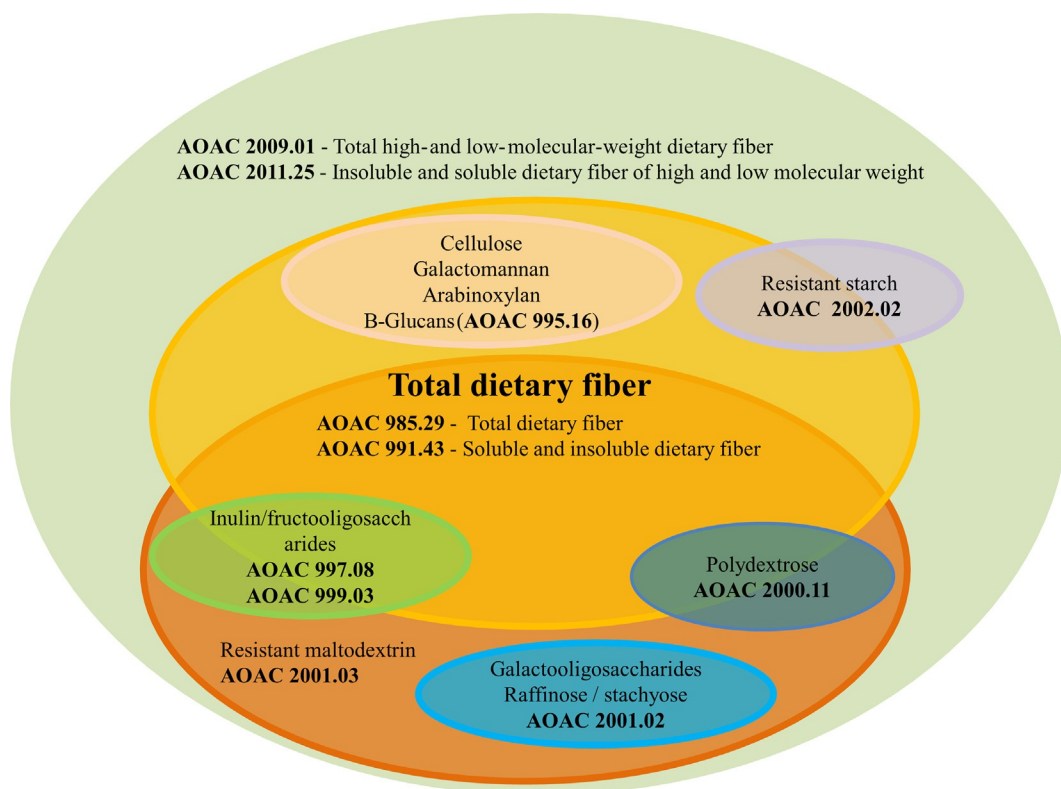 AOAC 2009.01 - Total high-and low-molecular-weight dietary fiber
AOAC 2011.25 - Insoluble and soluble dietary fiber of high and low molecular weight
Cellulose
Galactomannan
Arabinoxylan
B-Glucans(AOAC 995.16)
Resistant starch
AOAC 2002.02
Total dietary fiber
AOAC 985.29 - Total dietary fiber
AOAC 991.43 - Soluble and insoluble dietary fiber
Inulin/fructooligosacch
arides
AOAC 997.08
AOAC 999.03
Polydextrose
AOAC 2000.11
Resistant maltodextrin
AOAC 2001.03
Galactooligosaccharides
Raffinose / stachyose
AOAC 2001.02